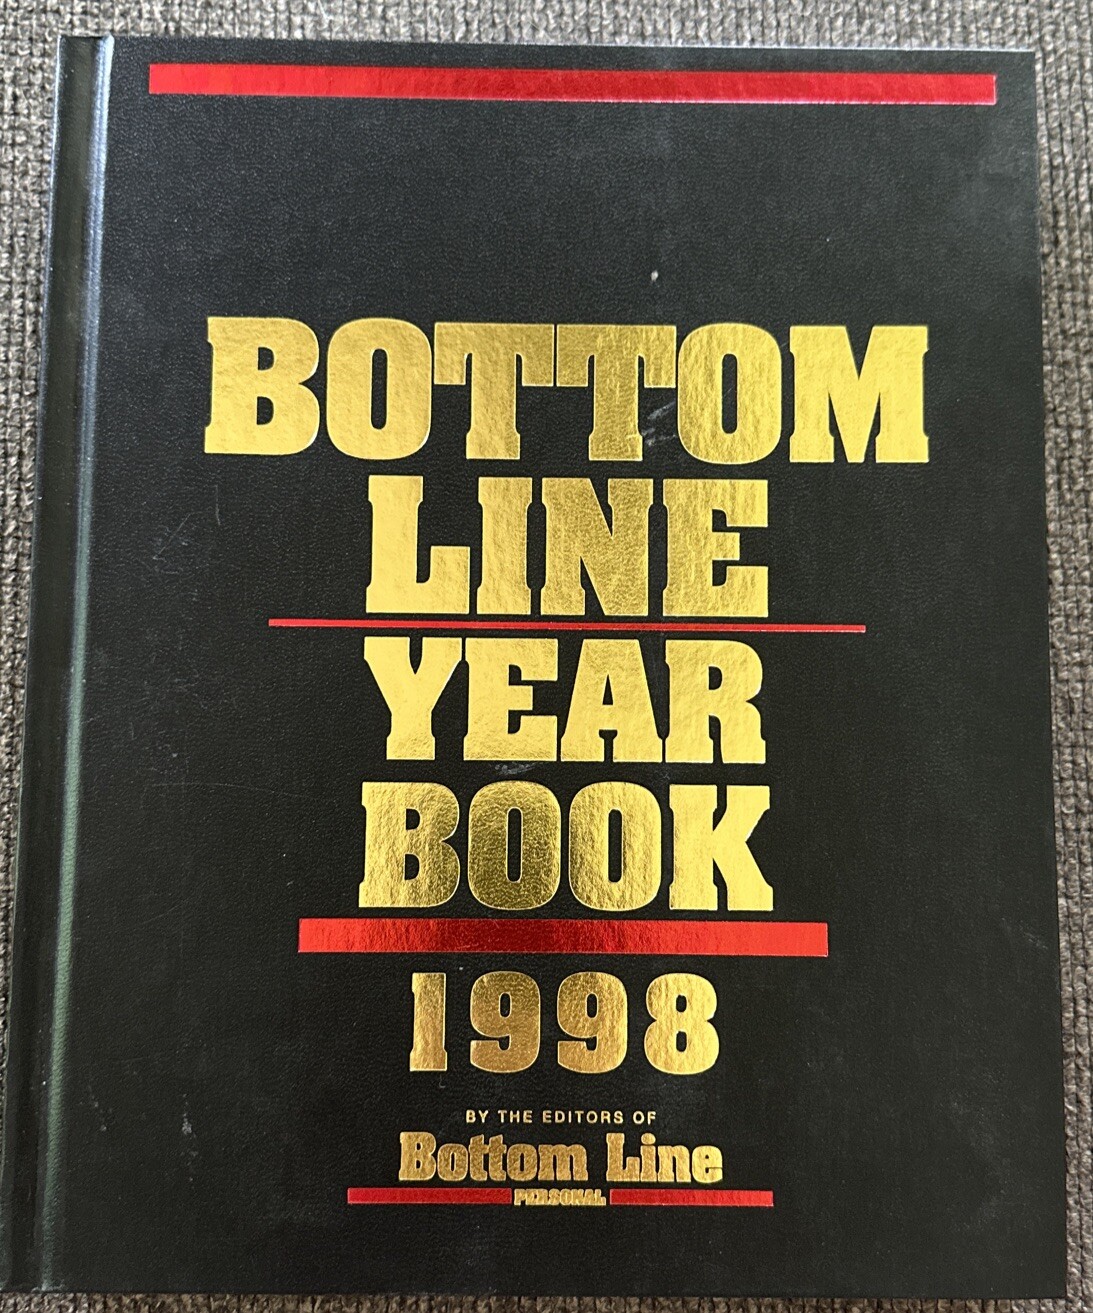 BOTTOM
LINE
YEAR
BOOK
1998
BY THE EDITORS OF
Bottom Line
PERSONAL